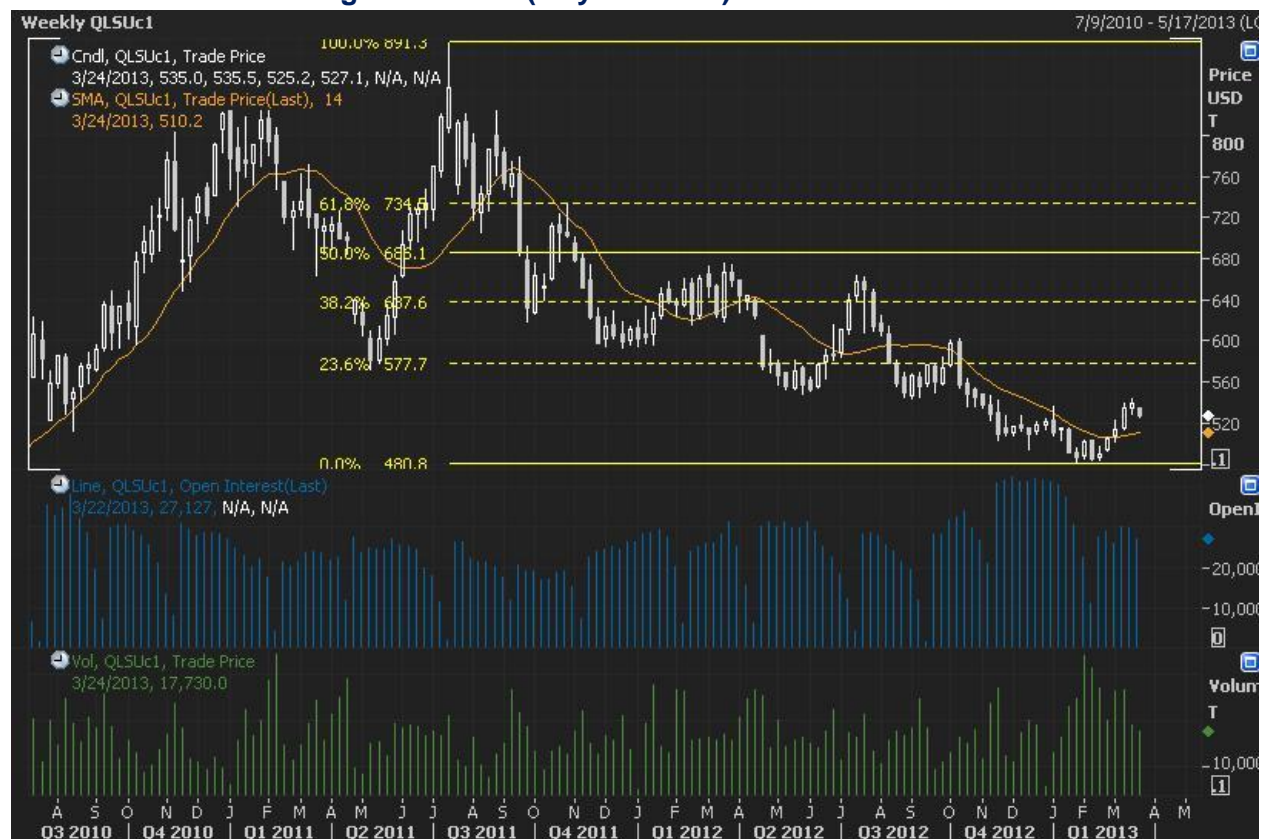 Weekly QLSUc1
7/9/2010 - 5/17/2013
100.0% 891.3
Cndl, QLSUc1, Trade Price
3/24/2013, 535.0, 535.5, 525.2, 527.1, N/A, N/A
SMA, QLSUc1, Trade Price(Last), 14
3/24/2013, 510.2
Price
USD
T
800
760
61.8% 734.5
720
50.0% 686.1
680
38.2% 637.6
640
600
23.6% 577.7
560
520
0.0% 480.8
.1
Line, QLSUc1, Open Interest(Last)
3/22/2013, 27,127, N/A, N/A
20,000
10,000
0
Vol, QLSUc1, Trade Price
3/24/2013, 17,730.0
T
10,000
.1
A S O N D J F M A M J J A S O N D J F M A M J J A S O N D J F M A M
Q3 2010 | Q4 2010 | Q1 2011 | Q2 2011 | Q3 2011 | Q4 2011 | Q1 2012 | Q2 2012 | Q3 2012 | Q4 2012 | Q1 2013